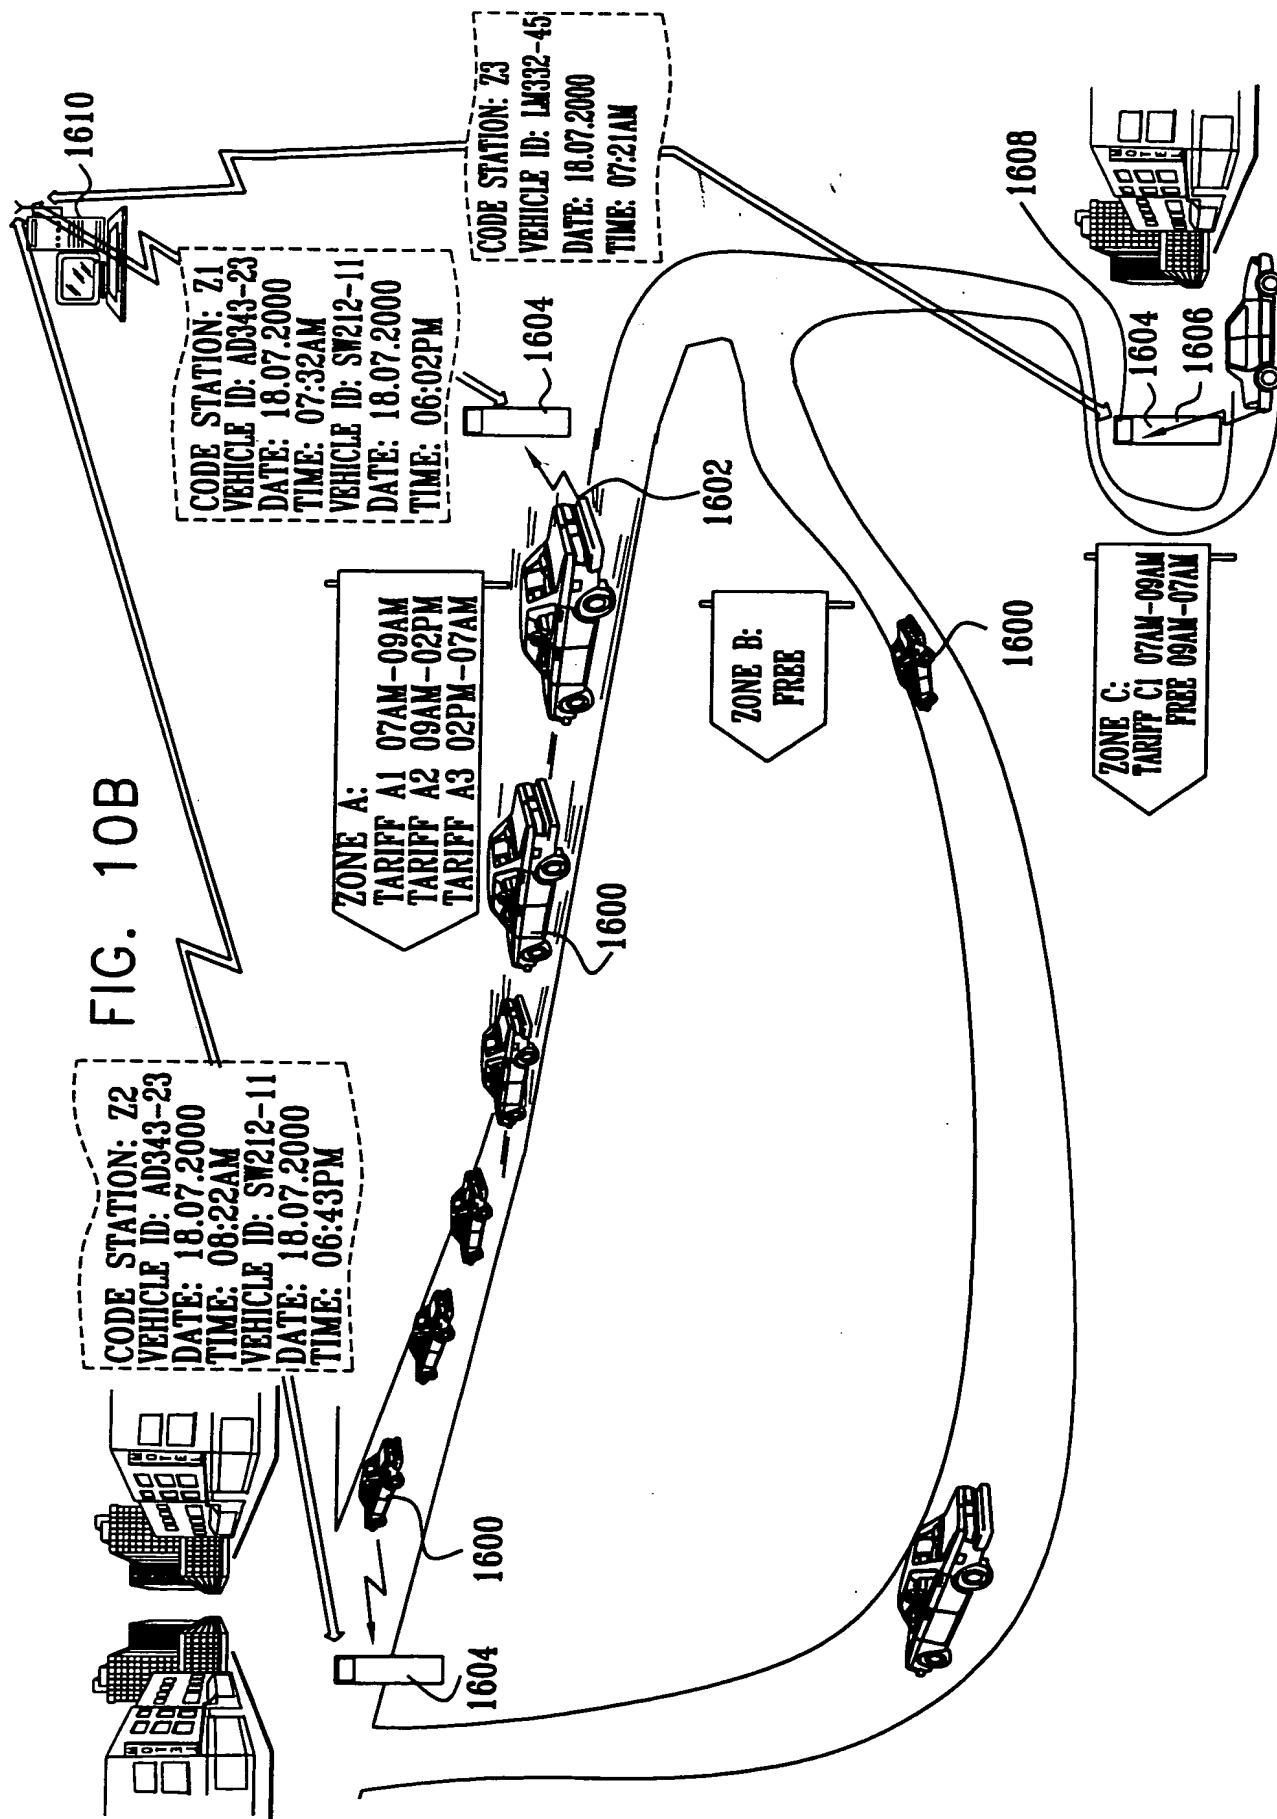 FIG. 10B
CODE STATION: Z2
VEHICLE ID: AD343-23
DATE: 18.07.2000
TIME: 08:22AM
VEHICLE ID: SW212-11
DATE: 18.07.2000
TIME: 06:43PM
CODE STATION: Z1
VEHICLE ID: AD343-23
DATE: 18.07.2000
TIME: 07:32AM
VEHICLE ID: SW212-11
DATE: 18.07.2000
TIME: 06:02PM
1610
CODE STATION: Z3
VEHICLE ID: LM332-45
DATE: 18.07.2000
TIME: 07:21AM
ZONE A:
TARIFF A1 07AM-09AM
TARIFF A2 09AM-02PM
TARIFF A3 02PM-07AM
1604
1602
1600
1600
1604
ZONE B:
FREE
1600
ZONE C:
TARIFF C1 07AM-09AM
FREE 09AM-07AM
1608
1604
1606
MOTEL
MOTEL
MOTEL